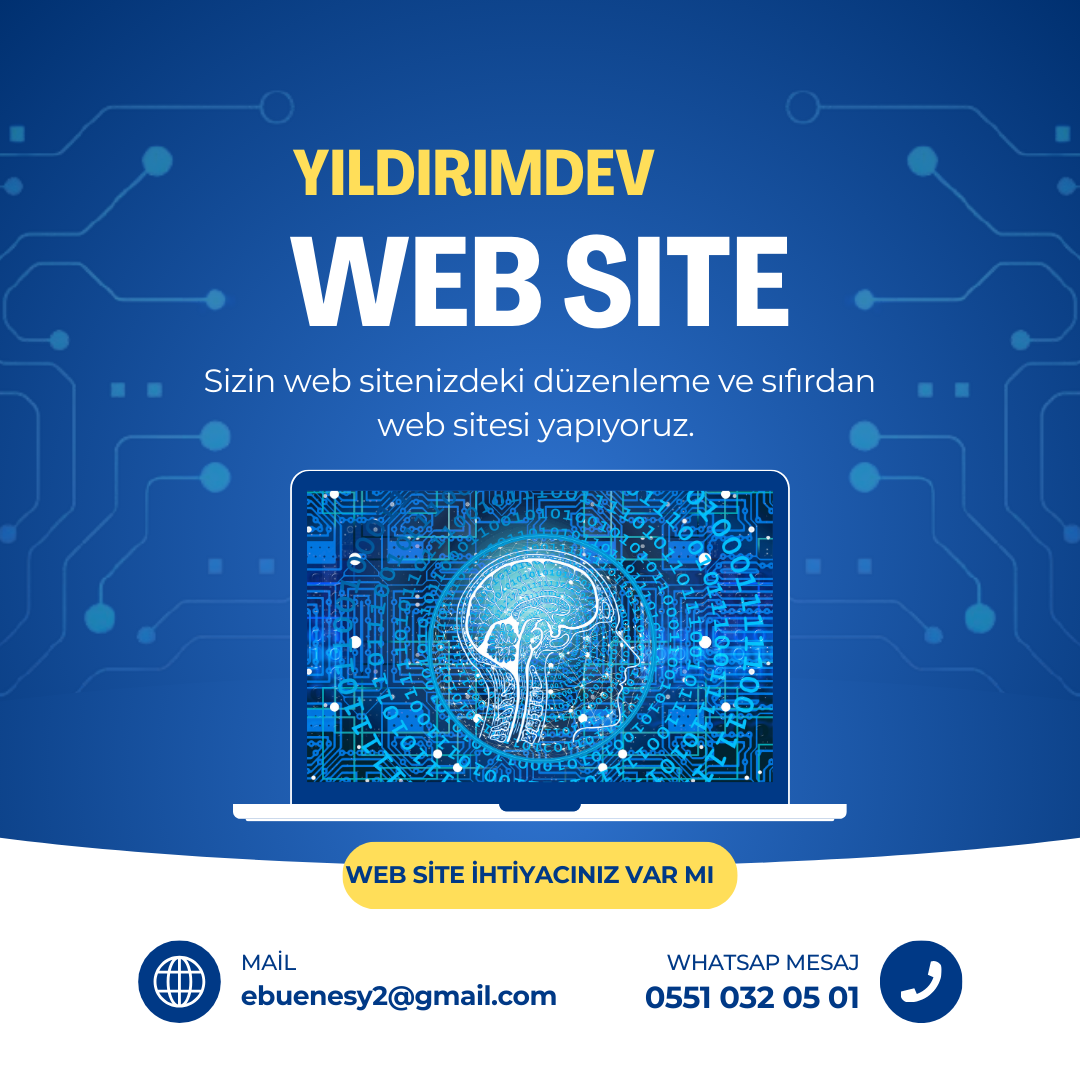 YILDIRIMDEV
WEB SITE
Sizin web sitenizdeki düzenleme ve sıfırdan
web sitesi yapıyoruz.
WEB SİTE İHTİYACINIZ VAR MI
MAİL
ebuenesy2@gmail.com
WHATSAP MESAJ
0551 032 05 01